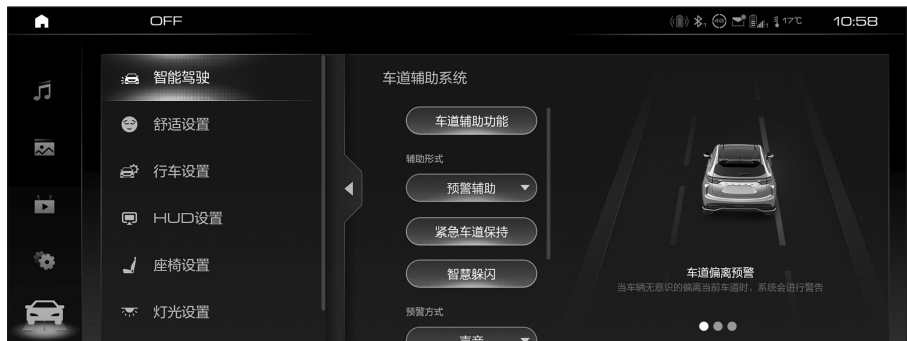 OFF
4G
17℃
10:58
智能驾驶
舒适设置
行车设置
HUD设置
座椅设置
灯光设置
车道辅助系统
车道辅助功能
辅助形式
预警辅助
紧急车道保持
智慧躲闪
预警方式
声音
车道偏离预警
当车辆无意识的偏离当前车道时，系统会进行警告